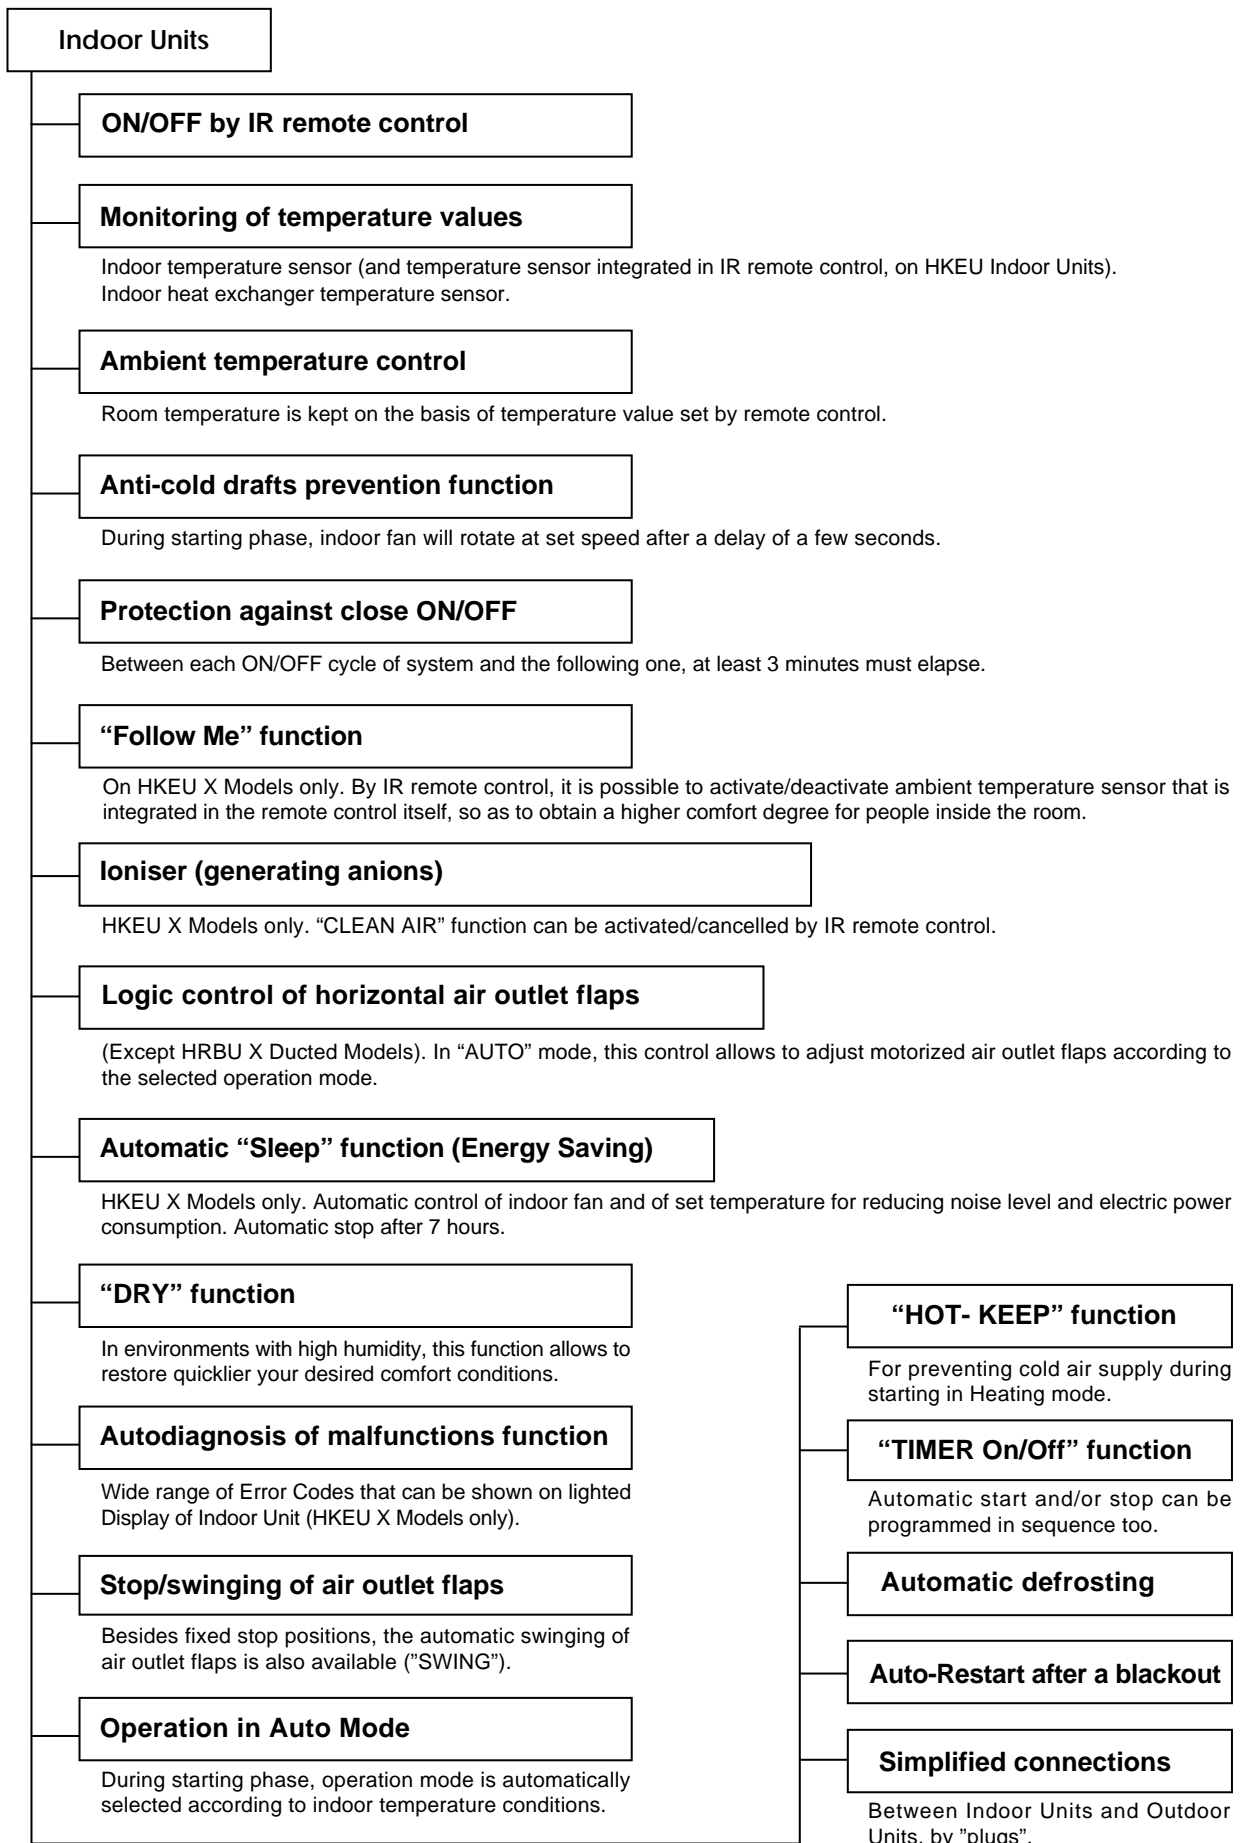 Indoor Units
ON/OFF by IR remote control
Monitoring of temperature values
Indoor temperature sensor (and temperature sensor integrated in IR remote control, on HKEU Indoor Units).
Indoor heat exchanger temperature sensor.
Ambient temperature control
Room temperature is kept on the basis of temperature value set by remote control.
Anti-cold drafts prevention function
During starting phase, indoor fan will rotate at set speed after a delay of a few seconds.
Protection against close ON/OFF
Between each ON/OFF cycle of system and the following one, at least 3 minutes must elapse.
“Follow Me” function
On HKEU X Models only. By IR remote control, it is possible to activate/deactivate ambient temperature sensor that is
integrated in the remote control itself, so as to obtain a higher comfort degree for people inside the room.
Ioniser (generating anions)
HKEU X Models only. “CLEAN AIR” function can be activated/cancelled by IR remote control.
Logic control of horizontal air outlet flaps
(Except HRBU X Ducted Models). In “AUTO” mode, this control allows to adjust motorized air outlet flaps according to
the selected operation mode.
Automatic “Sleep” function (Energy Saving)
HKEU X Models only. Automatic control of indoor fan and of set temperature for reducing noise level and electric power
consumption. Automatic stop after 7 hours.
“DRY” function
In environments with high humidity, this function allows to
restore quicklier your desired comfort conditions.
Autodiagnosis of malfunctions function
Wide range of Error Codes that can be shown on lighted
Display of Indoor Unit (HKEU X Models only).
Stop/swinging of air outlet flaps
Besides fixed stop positions, the automatic swinging of
air outlet flaps is also available ("SWING”).
Operation in Auto Mode
During starting phase, operation mode is automatically
selected according to indoor temperature conditions.
“HOT- KEEP” function
For preventing cold air supply during
starting in Heating mode.
“TIMER On/Off” function
Automatic start and/or stop can be
programmed in sequence too.
Automatic defrosting
Auto-Restart after a blackout
Simplified connections
Between Indoor Units and Outdoor
Units, by "plugs".